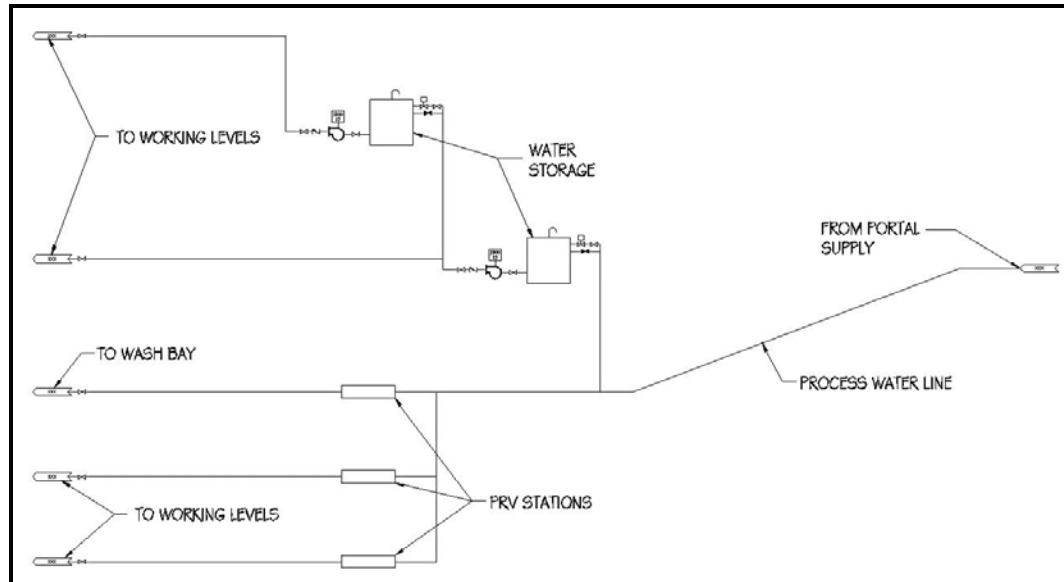 TO WORKING LEVELS
WATER
STORAGE
FROM PORTAL
SUPPLY
TO WASH BAY
PROCESS WATER LINE
PRV STATIONS
TO WORKING LEVELS